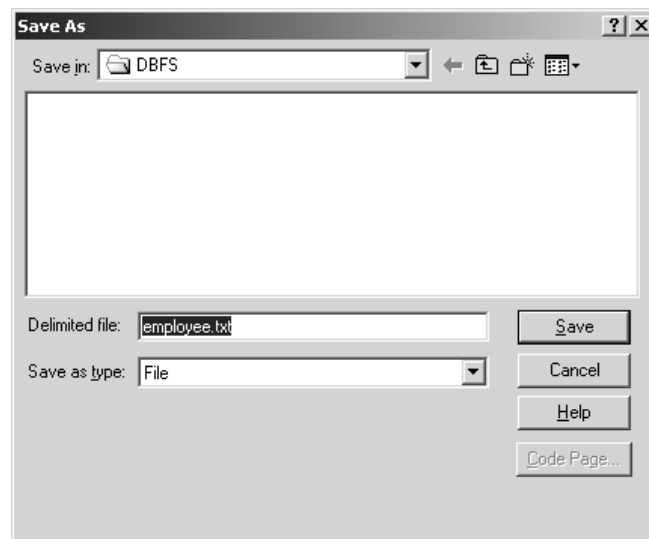 Save As
Save in: DBFS
Delimited file: employee.txt
Save
Save as type: File
Cancel
Help
Code Page...